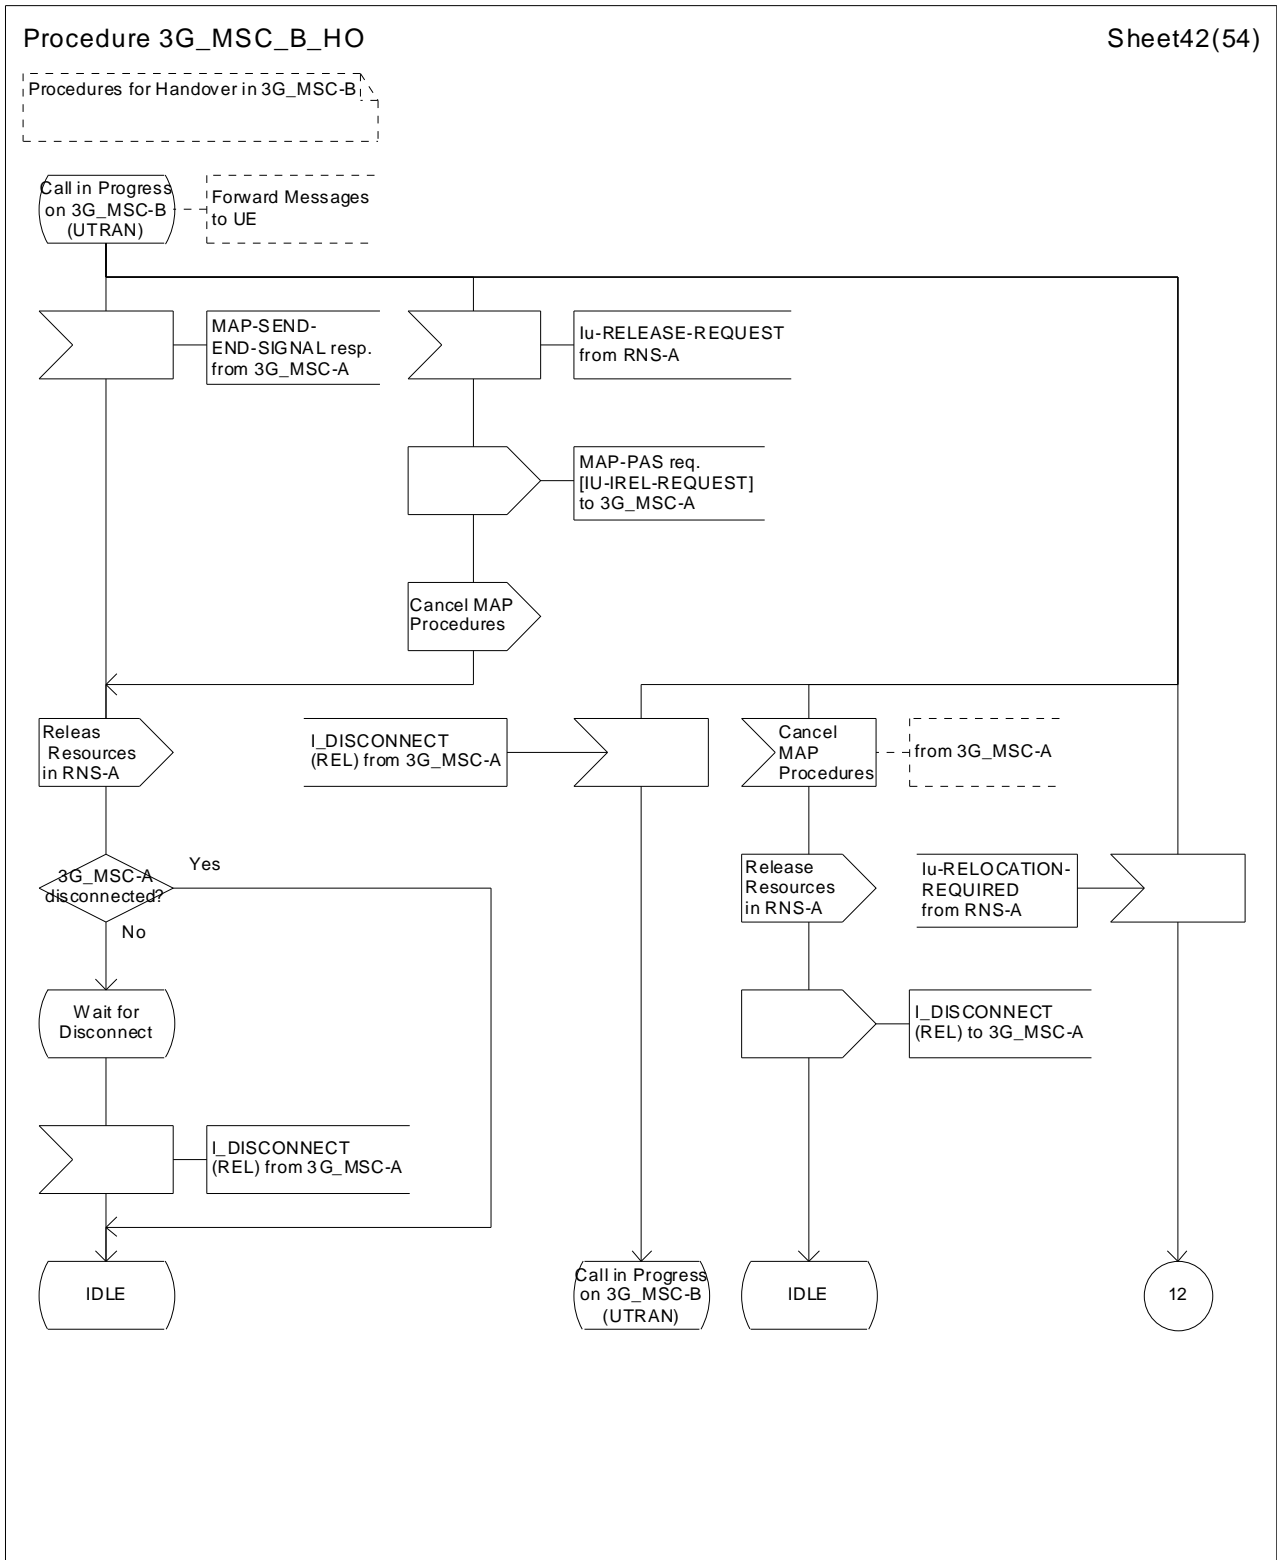 Procedure 3G_MSC_B_HO
Sheet42(54)
Procedures for Handover in 3G_MSC-B
Call in Progress
on 3G_MSC-B
(UTRAN)
Forward Messages
to UE
MAP-SEND-
END-SIGNAL resp.
from 3G_MSC-A
Iu-RELEASE-REQUEST
from RNS-A
MAP-PAS req.
[IU-IREL-REQUEST]
to 3G_MSC-A
Cancel MAP
Procedures
Releas
Resources
in RNS-A
I_DISCONNECT
(REL) from 3G_MSC-A
Cancel
MAP
Procedures
from 3G_MSC-A
3G_MSC-A
disconnected?
Yes
No
Release
Resources
in RNS-A
Iu-RELOCATION-
REQUIRED
from RNS-A
Wait for
Disconnect
I_DISCONNECT
(REL) to 3G_MSC-A
I_DISCONNECT
(REL) from 3G_MSC-A
IDLE
Call in Progress
on 3G_MSC-B
(UTRAN)
IDLE
12